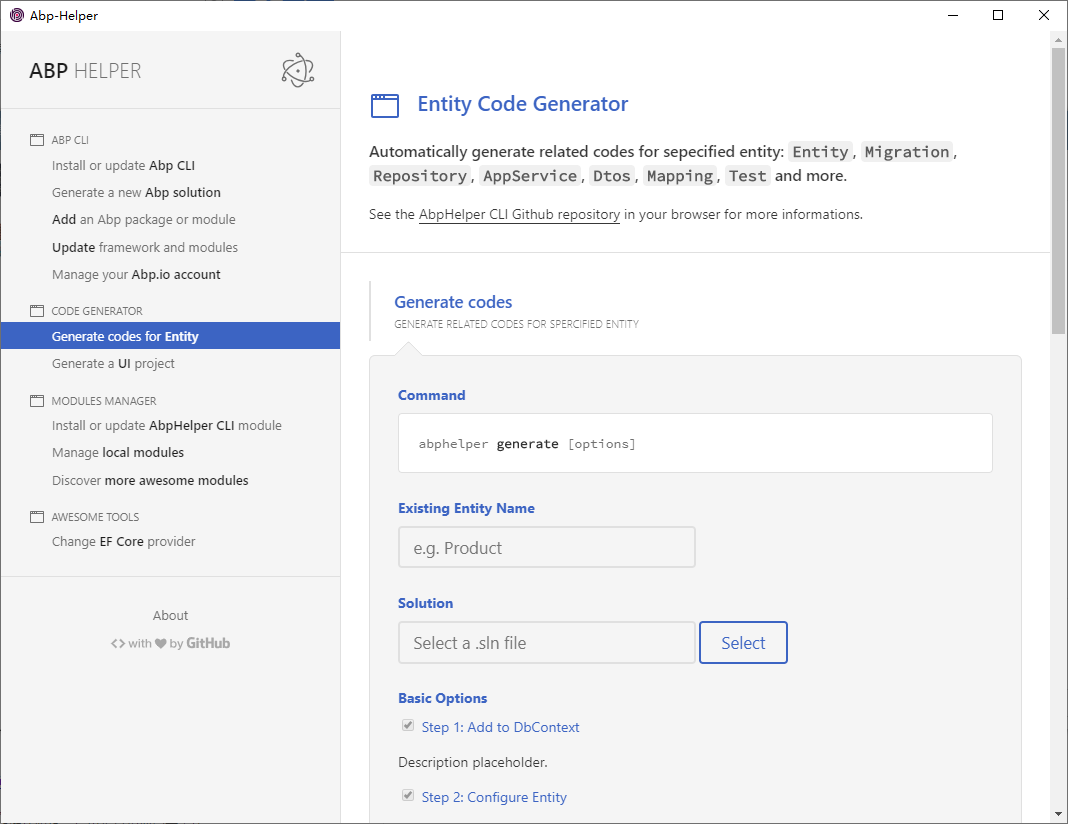 Abp-Helper
ABP HELPER
ABP CLI
Install or update Abp CLI
Generate a new Abp solution
Add an Abp package or module
Update framework and modules
Manage your Abp.io account
CODE GENERATOR
Generate codes for Entity
Generate a UI project
MODULES MANAGER
Install or update AbpHelper CLI module
Manage local modules
Discover more awesome modules
AWESOME TOOLS
Change EF Core provider
About
<> with ♥ by GitHub
Entity Code Generator
Automatically generate related codes for sepecified entity: Entity, Migration,
Repository, AppService, Dtos, Mapping, Test and more.
See the AbpHelper CLI Github repository in your browser for more informations.
Generate codes
GENERATE RELATED CODES FOR SPERCIFIED ENTITY
Command
abphelper generate [options]
Existing Entity Name
e.g. Product
Solution
Select a .sln file
Select
Basic Options
Step 1: Add to DbContext
Description placeholder.
Step 2: Configure Entity